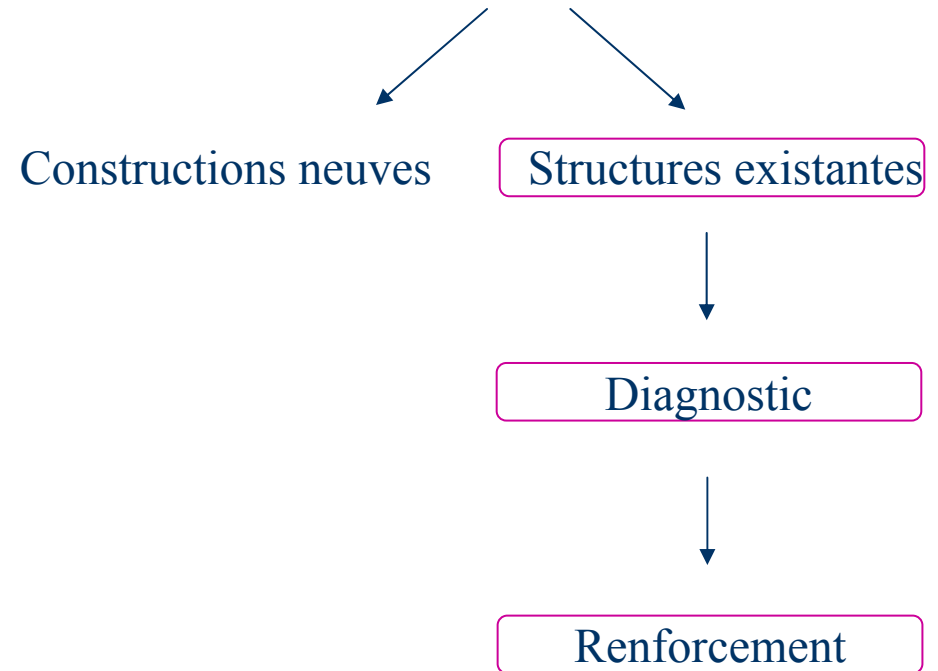 Constructions neuves
Structures existantes
Diagnostic
Renforcement